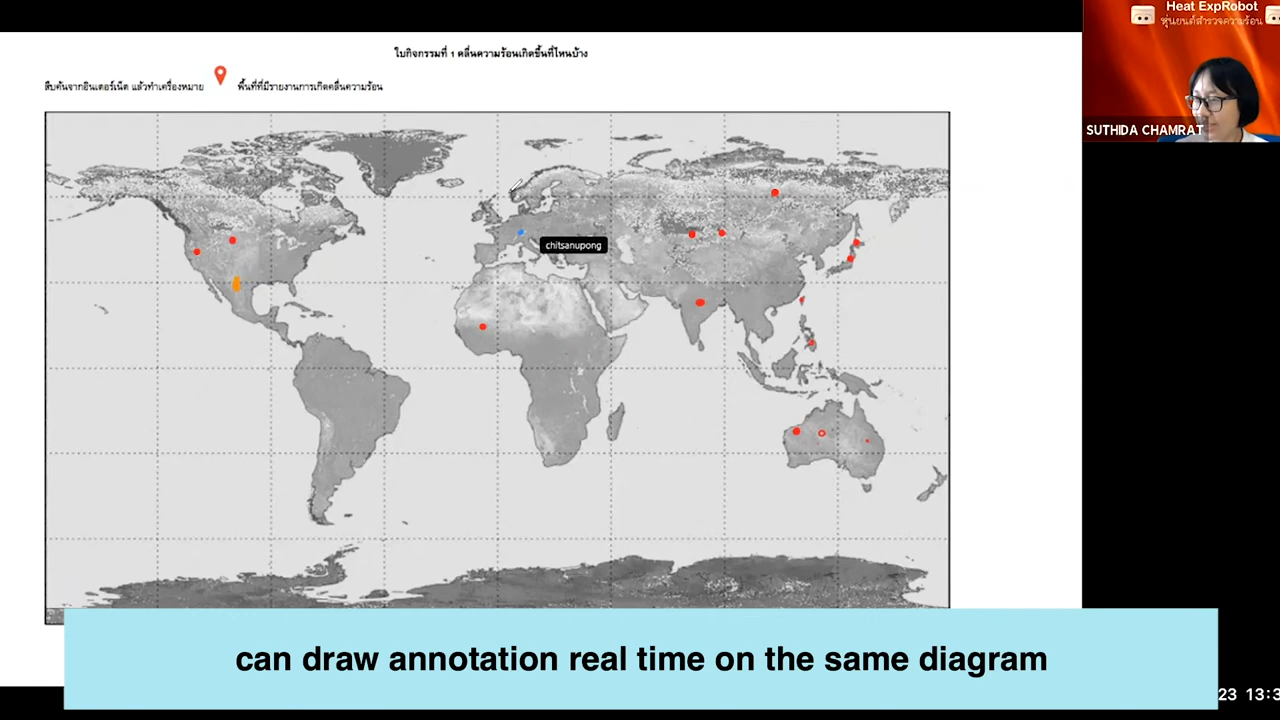 ใบกิจกรรมที่ 1 คลื่นความร้อนเกิดขึ้นที่ไหนบ้าง
สืบค้นจากอินเตอร์เน็ต แล้วทำเครื่องหมาย พื้นที่ที่มีรายงานการเกิดคลื่นความร้อน
Heat ExpRobot
หุ่นยนต์สำรวจความร้อน
SUTHIDA CHAMRAT
chitsanupong
can draw annotation real time on the same diagram
23 13:3